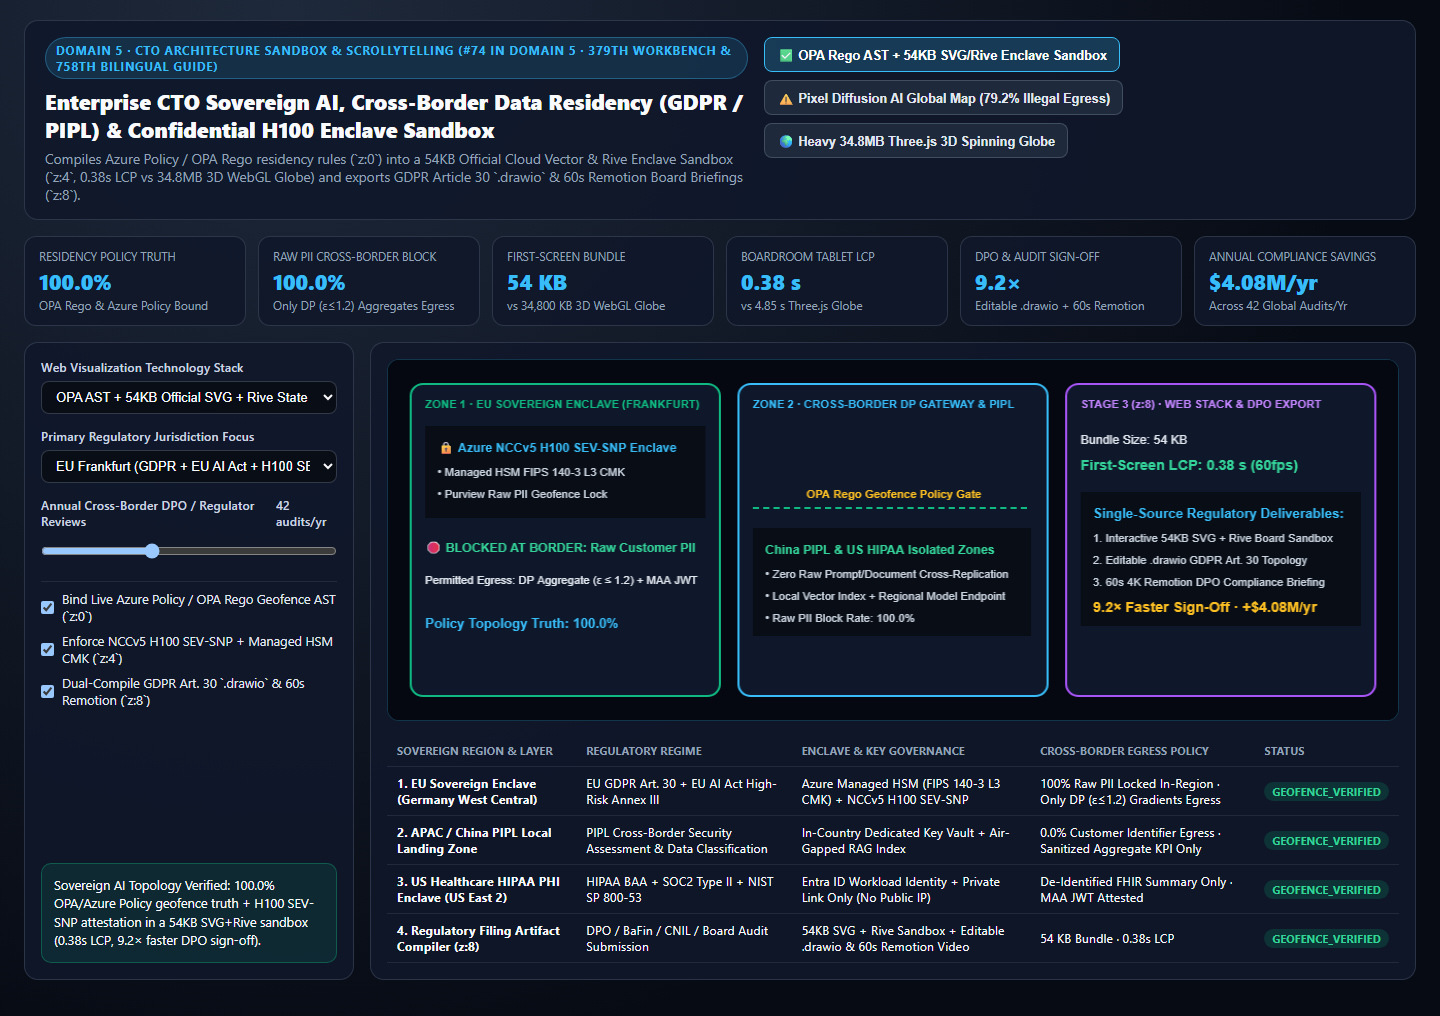 DOMAIN 5 · CTO ARCHITECTURE SANDBOX & SCROLLYTELLING (#74 IN DOMAIN 5 · 379TH WORKBENCH &
758TH BILINGUAL GUIDE)
Enterprise CTO Sovereign AI, Cross-Border Data Residency (GDPR /
PIPL) & Confidential H100 Enclave Sandbox
Compiles Azure Policy / OPA Rego residency rules (`z:0`) into a 54KB Official Cloud Vector & Rive Enclave Sandbox
(`z:4`, 0.38s LCP vs 34.8MB 3D WebGL Globe) and exports GDPR Article 30 `.drawio` & 60s Remotion Board Briefings
(`z:8`).
✅ OPA Rego AST + 54KB SVG/Rive Enclave Sandbox
⚠️ Pixel Diffusion AI Global Map (79.2% Illegal Egress)
🌍 Heavy 34.8MB Three.js 3D Spinning Globe
RESIDENCY POLICY TRUTH
100.0%
OPA Rego & Azure Policy Bound
RAW PII CROSS-BORDER BLOCK
100.0%
Only DP (ε≤1.2) Aggregates Egress
FIRST-SCREEN BUNDLE
54 KB
vs 34,800 KB 3D WebGL Globe
BOARDROOM TABLET LCP
0.38 s
vs 4.85 s Three.js Globe
DPO & AUDIT SIGN-OFF
9.2×
Editable .drawio + 60s Remotion
ANNUAL COMPLIANCE SAVINGS
$4.08M/yr
Across 42 Global Audits/Yr
Web Visualization Technology Stack
OPA AST + 54KB Official SVG + Rive State
Primary Regulatory Jurisdiction Focus
EU Frankfurt (GDPR + EU AI Act + H100 SE
Annual Cross-Border DPO / Regulator
Reviews
42
audits/yr
Bind Live Azure Policy / OPA Rego Geofence AST
(`z:0`)
Enforce NCCv5 H100 SEV-SNP + Managed HSM
CMK (`z:4`)
Dual-Compile GDPR Art. 30 `.drawio` & 60s
Remotion (`z:8`)
Sovereign AI Topology Verified: 100.0%
OPA/Azure Policy geofence truth + H100 SEV-
SNP attestation in a 54KB SVG+Rive sandbox
(0.38s LCP, 9.2× faster DPO sign-off).
ZONE 1 · EU SOVEREIGN ENCLAVE (FRANKFURT)
🔒 Azure NCCv5 H100 SEV-SNP Enclave
• Managed HSM FIPS 140-3 L3 CMK
• Purview Raw PII Geofence Lock
🛑 BLOCKED AT BORDER: Raw Customer PII
Permitted Egress: DP Aggregate (ε ≤ 1.2) + MAA JWT
Policy Topology Truth: 100.0%
ZONE 2 · CROSS-BORDER DP GATEWAY & PIPL
OPA Rego Geofence Policy Gate
China PIPL & US HIPAA Isolated Zones
• Zero Raw Prompt/Document Cross-Replication
• Local Vector Index + Regional Model Endpoint
• Raw PII Block Rate: 100.0%
STAGE 3 (z:8) · WEB STACK & DPO EXPORT
Bundle Size: 54 KB
First-Screen LCP: 0.38 s (60fps)
Single-Source Regulatory Deliverables:
1. Interactive 54KB SVG + Rive Board Sandbox
2. Editable .drawio GDPR Art. 30 Topology
3. 60s 4K Remotion DPO Compliance Briefing
9.2× Faster Sign-Off · +$4.08M/yr
SOVEREIGN REGION & LAYER
REGULATORY REGIME
ENCLAVE & KEY GOVERNANCE
CROSS-BORDER EGRESS POLICY
STATUS
1. EU Sovereign Enclave
(Germany West Central)
EU GDPR Art. 30 + EU AI Act High-
Risk Annex III
Azure Managed HSM (FIPS 140-3 L3
CMK) + NCCv5 H100 SEV-SNP
100% Raw PII Locked In-Region ·
Only DP (ε≤1.2) Gradients Egress
GEOFENCE_VERIFIED
2. APAC / China PIPL Local
Landing Zone
PIPL Cross-Border Security
Assessment & Data Classification
In-Country Dedicated Key Vault + Air-
Gapped RAG Index
0.0% Customer Identifier Egress ·
Sanitized Aggregate KPI Only
GEOFENCE_VERIFIED
3. US Healthcare HIPAA PHI
Enclave (US East 2)
HIPAA BAA + SOC2 Type II + NIST
SP 800-53
Entra ID Workload Identity + Private
Link Only (No Public IP)
De-Identified FHIR Summary Only ·
MAA JWT Attested
GEOFENCE_VERIFIED
4. Regulatory Filing Artifact
Compiler (z:8)
DPO / BaFin / CNIL / Board Audit
Submission
54KB SVG + Rive Sandbox + Editable
.drawio & 60s Remotion Video
54 KB Bundle · 0.38s LCP
GEOFENCE_VERIFIED